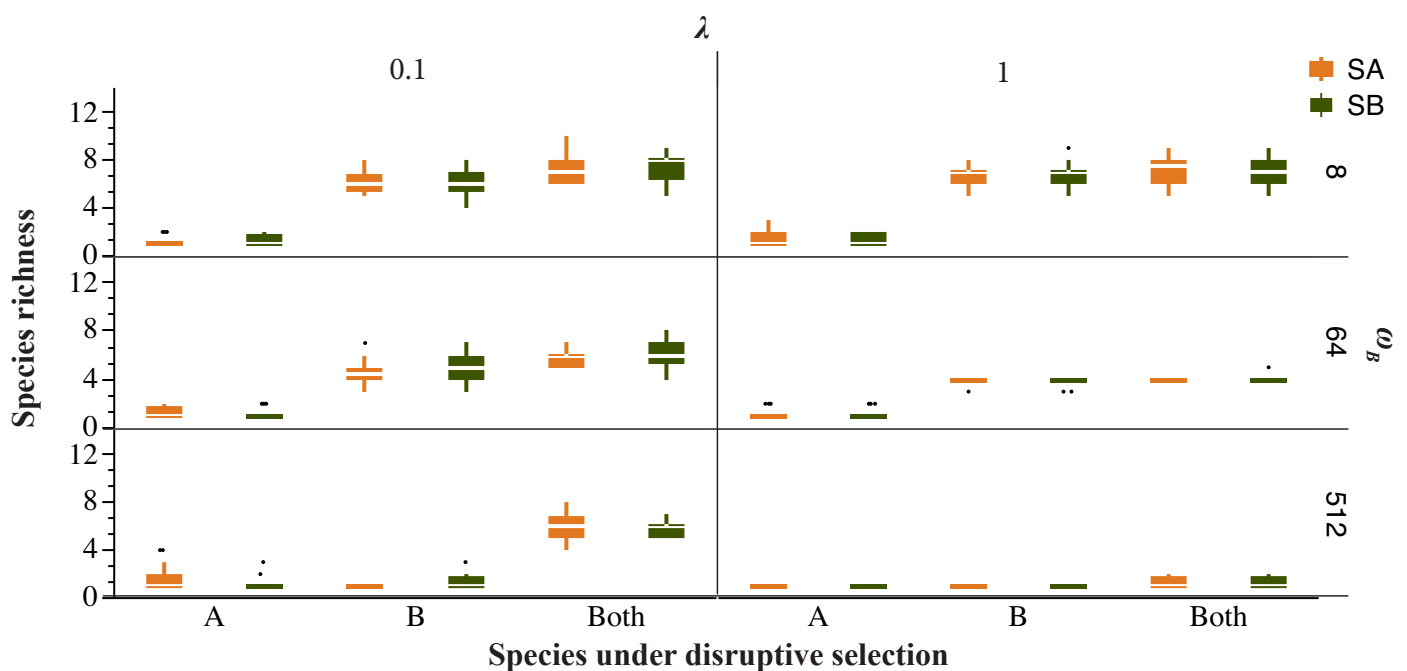 λ
0.1 1
SA
SB
Species richness
12
8
4
0
8
12
8
4
0
64
ω_B
12
8
4
0
512
A B Both A B Both
Species under disruptive selection